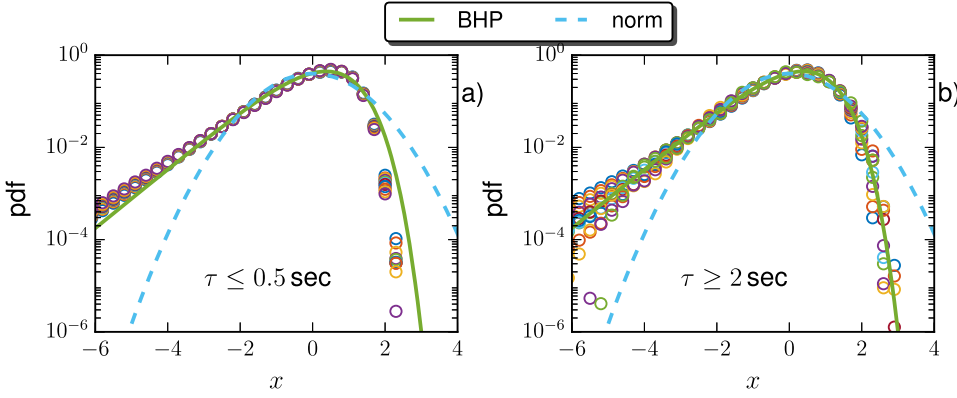 BHP norm
10^0
10^-2
10^-4
10^-6
pdf
a)
τ ≤ 0.5 sec
−6 −4 −2 0 2 4
x
10^0
10^-2
10^-4
10^-6
pdf
b)
τ ≥ 2 sec
−6 −4 −2 0 2 4
x